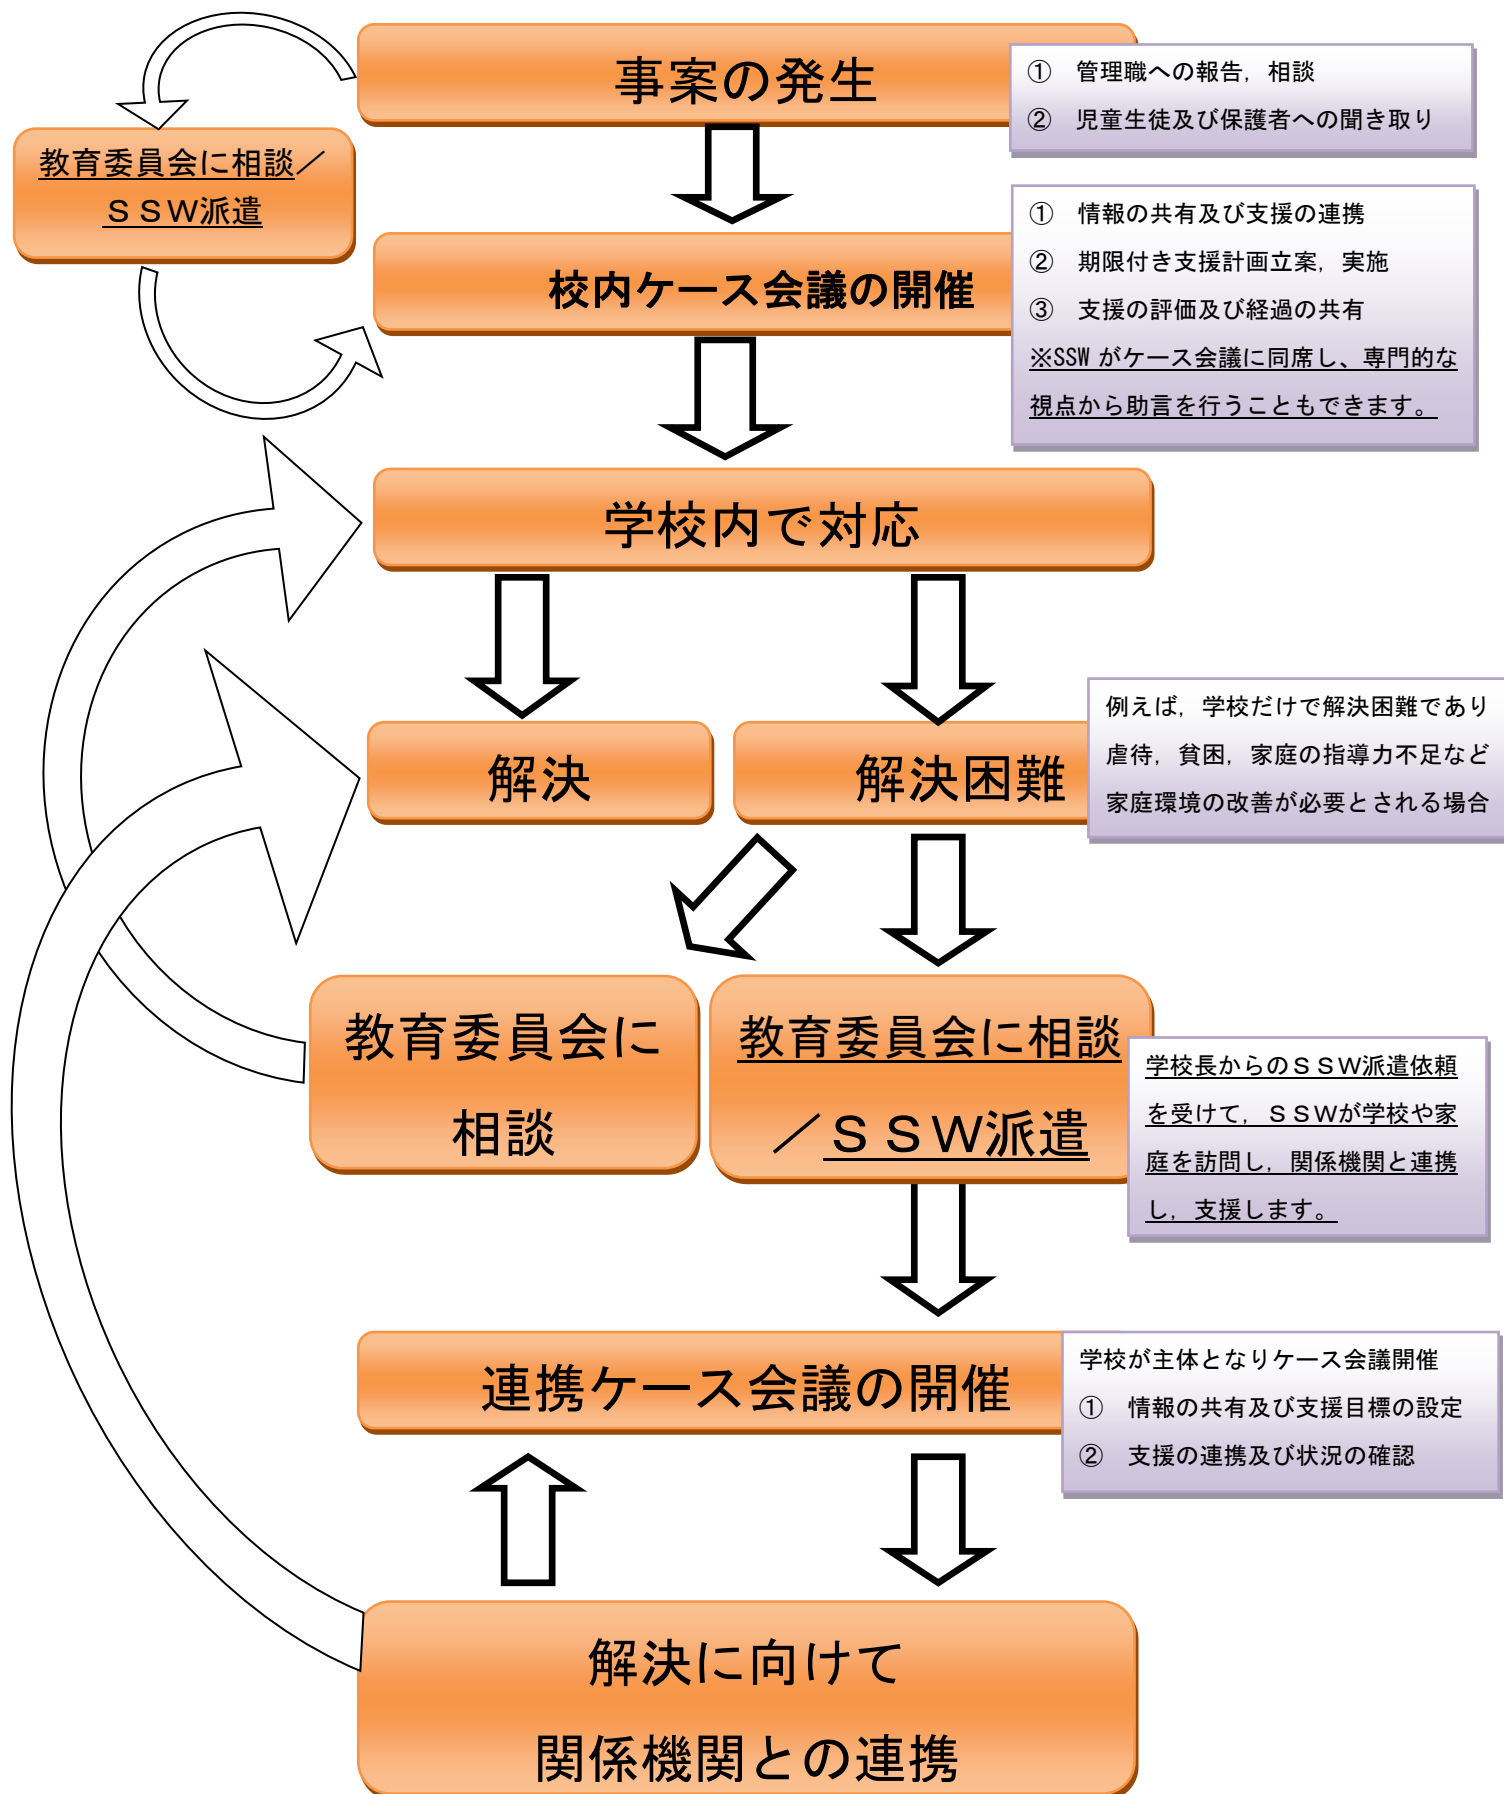 事案の発生
① 管理職への報告，相談
② 児童生徒及び保護者への聞き取り
教育委員会に相談／
ＳＳＷ派遣
校内ケース会議の開催
① 情報の共有及び支援の連携
② 期限付き支援計画立案，実施
③ 支援の評価及び経過の共有
※SSW がケース会議に同席し、専門的な
視点から助言を行うこともできます。
学校内で対応
解決
解決困難
例えば，学校だけで解決困難であり
虐待，貧困，家庭の指導力不足など
家庭環境の改善が必要とされる場合
教育委員会に
相談
教育委員会に相談
／ＳＳＷ派遣
学校長からのＳＳＷ派遣依頼
を受けて，ＳＳＷが学校や家
庭を訪問し，関係機関と連携
し，支援します。
連携ケース会議の開催
学校が主体となりケース会議開催
① 情報の共有及び支援目標の設定
② 支援の連携及び状況の確認
解決に向けて
関係機関との連携